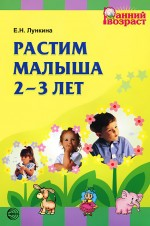 Ранний
возраст
Е.Н. Лункина
РАСТИМ
МАЛЫША
2–3 ЛЕТ